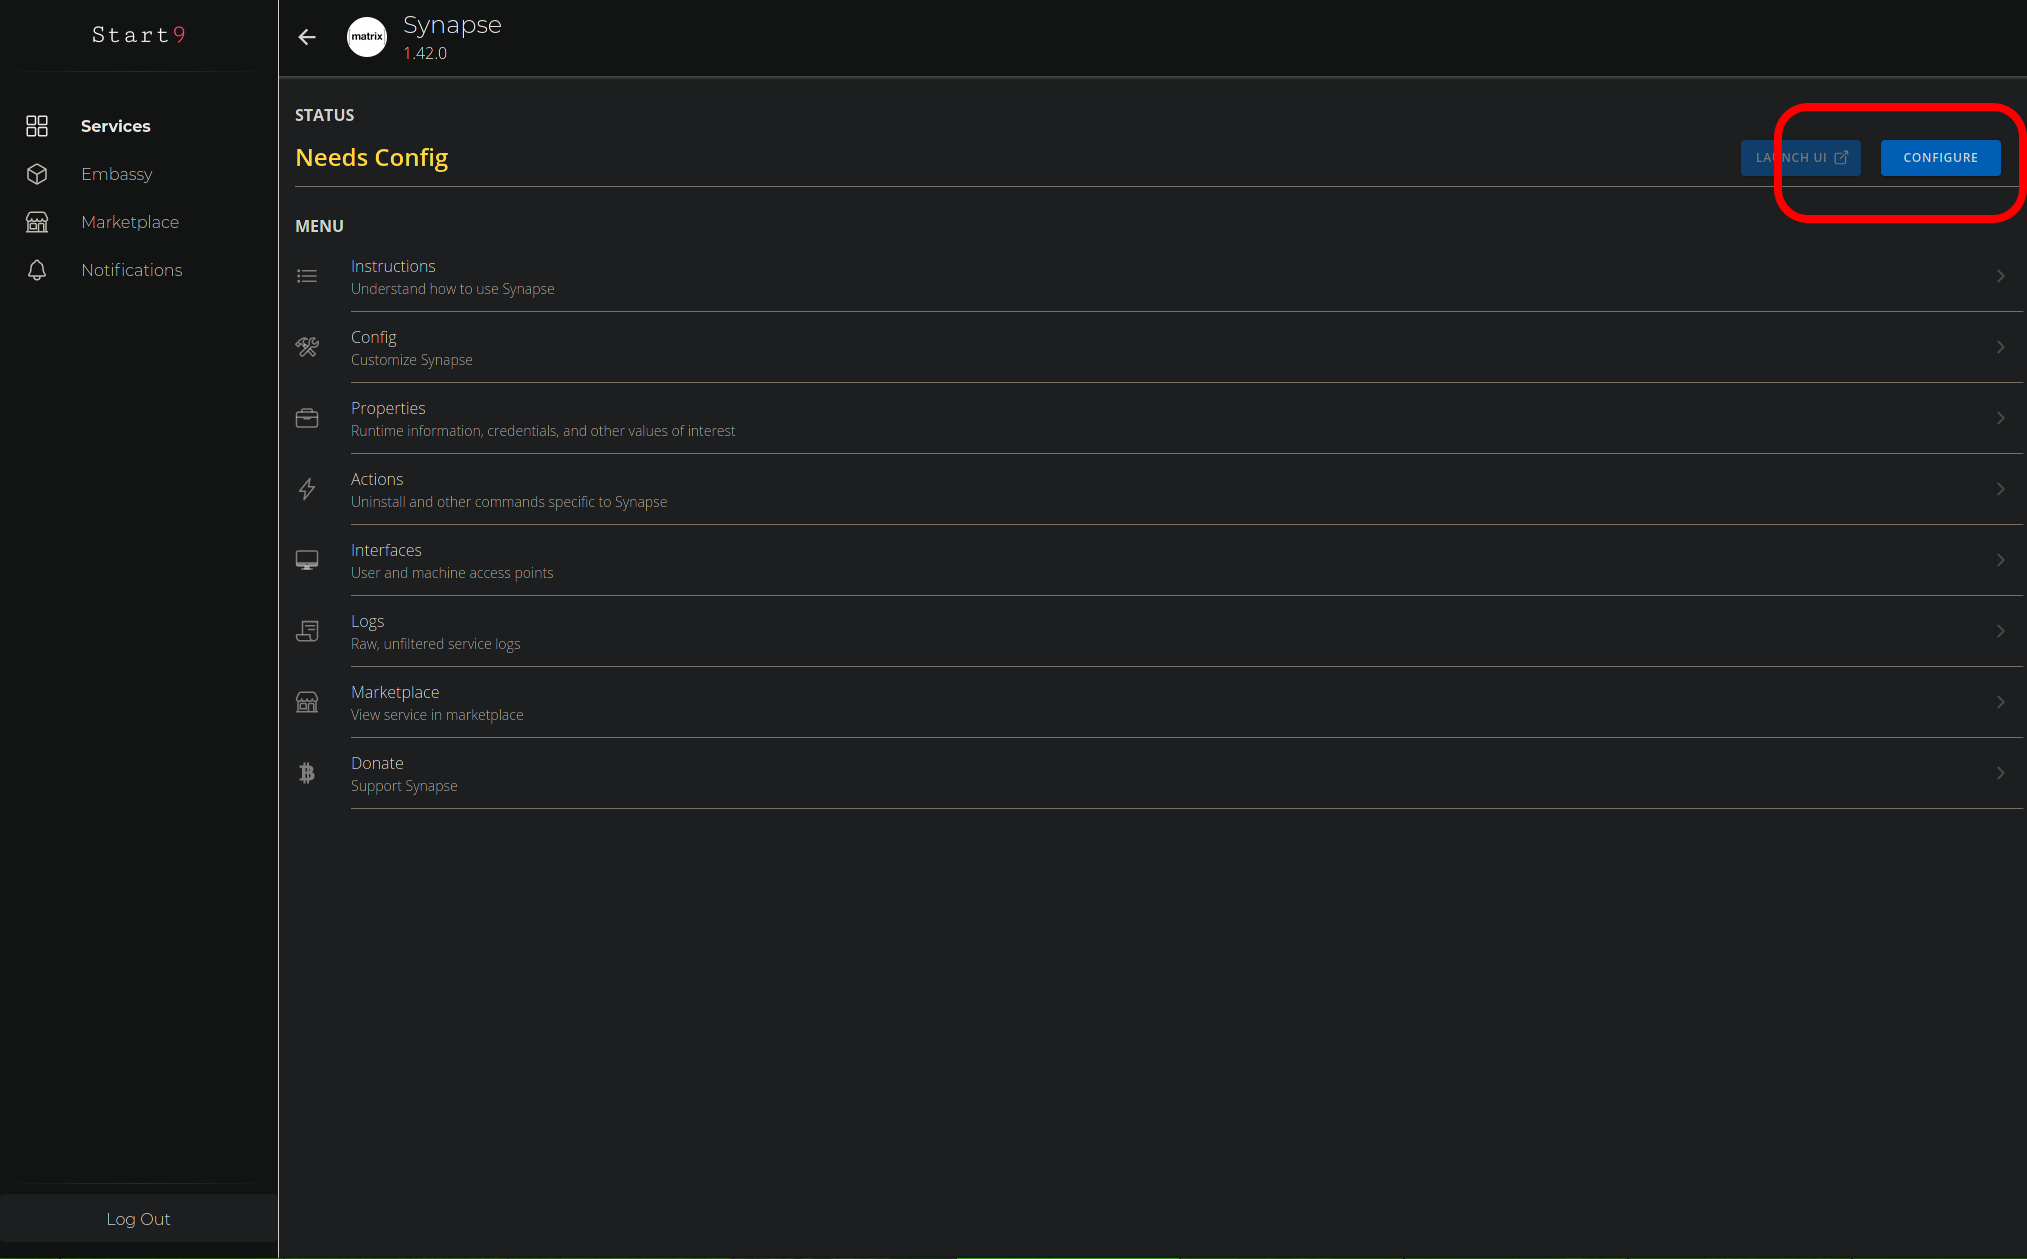 Start9
Services
Embassy
Marketplace
Notifications
Log Out
matrix
Synapse
1.42.0
STATUS
Needs Config
LAUNCH UI
CONFIGURE
MENU
Instructions
Understand how to use Synapse
Config
Customize Synapse
Properties
Runtime information, credentials, and other values of interest
Actions
Uninstall and other commands specific to Synapse
Interfaces
User and machine access points
Logs
Raw, unfiltered service logs
Marketplace
View service in marketplace
Donate
Support Synapse